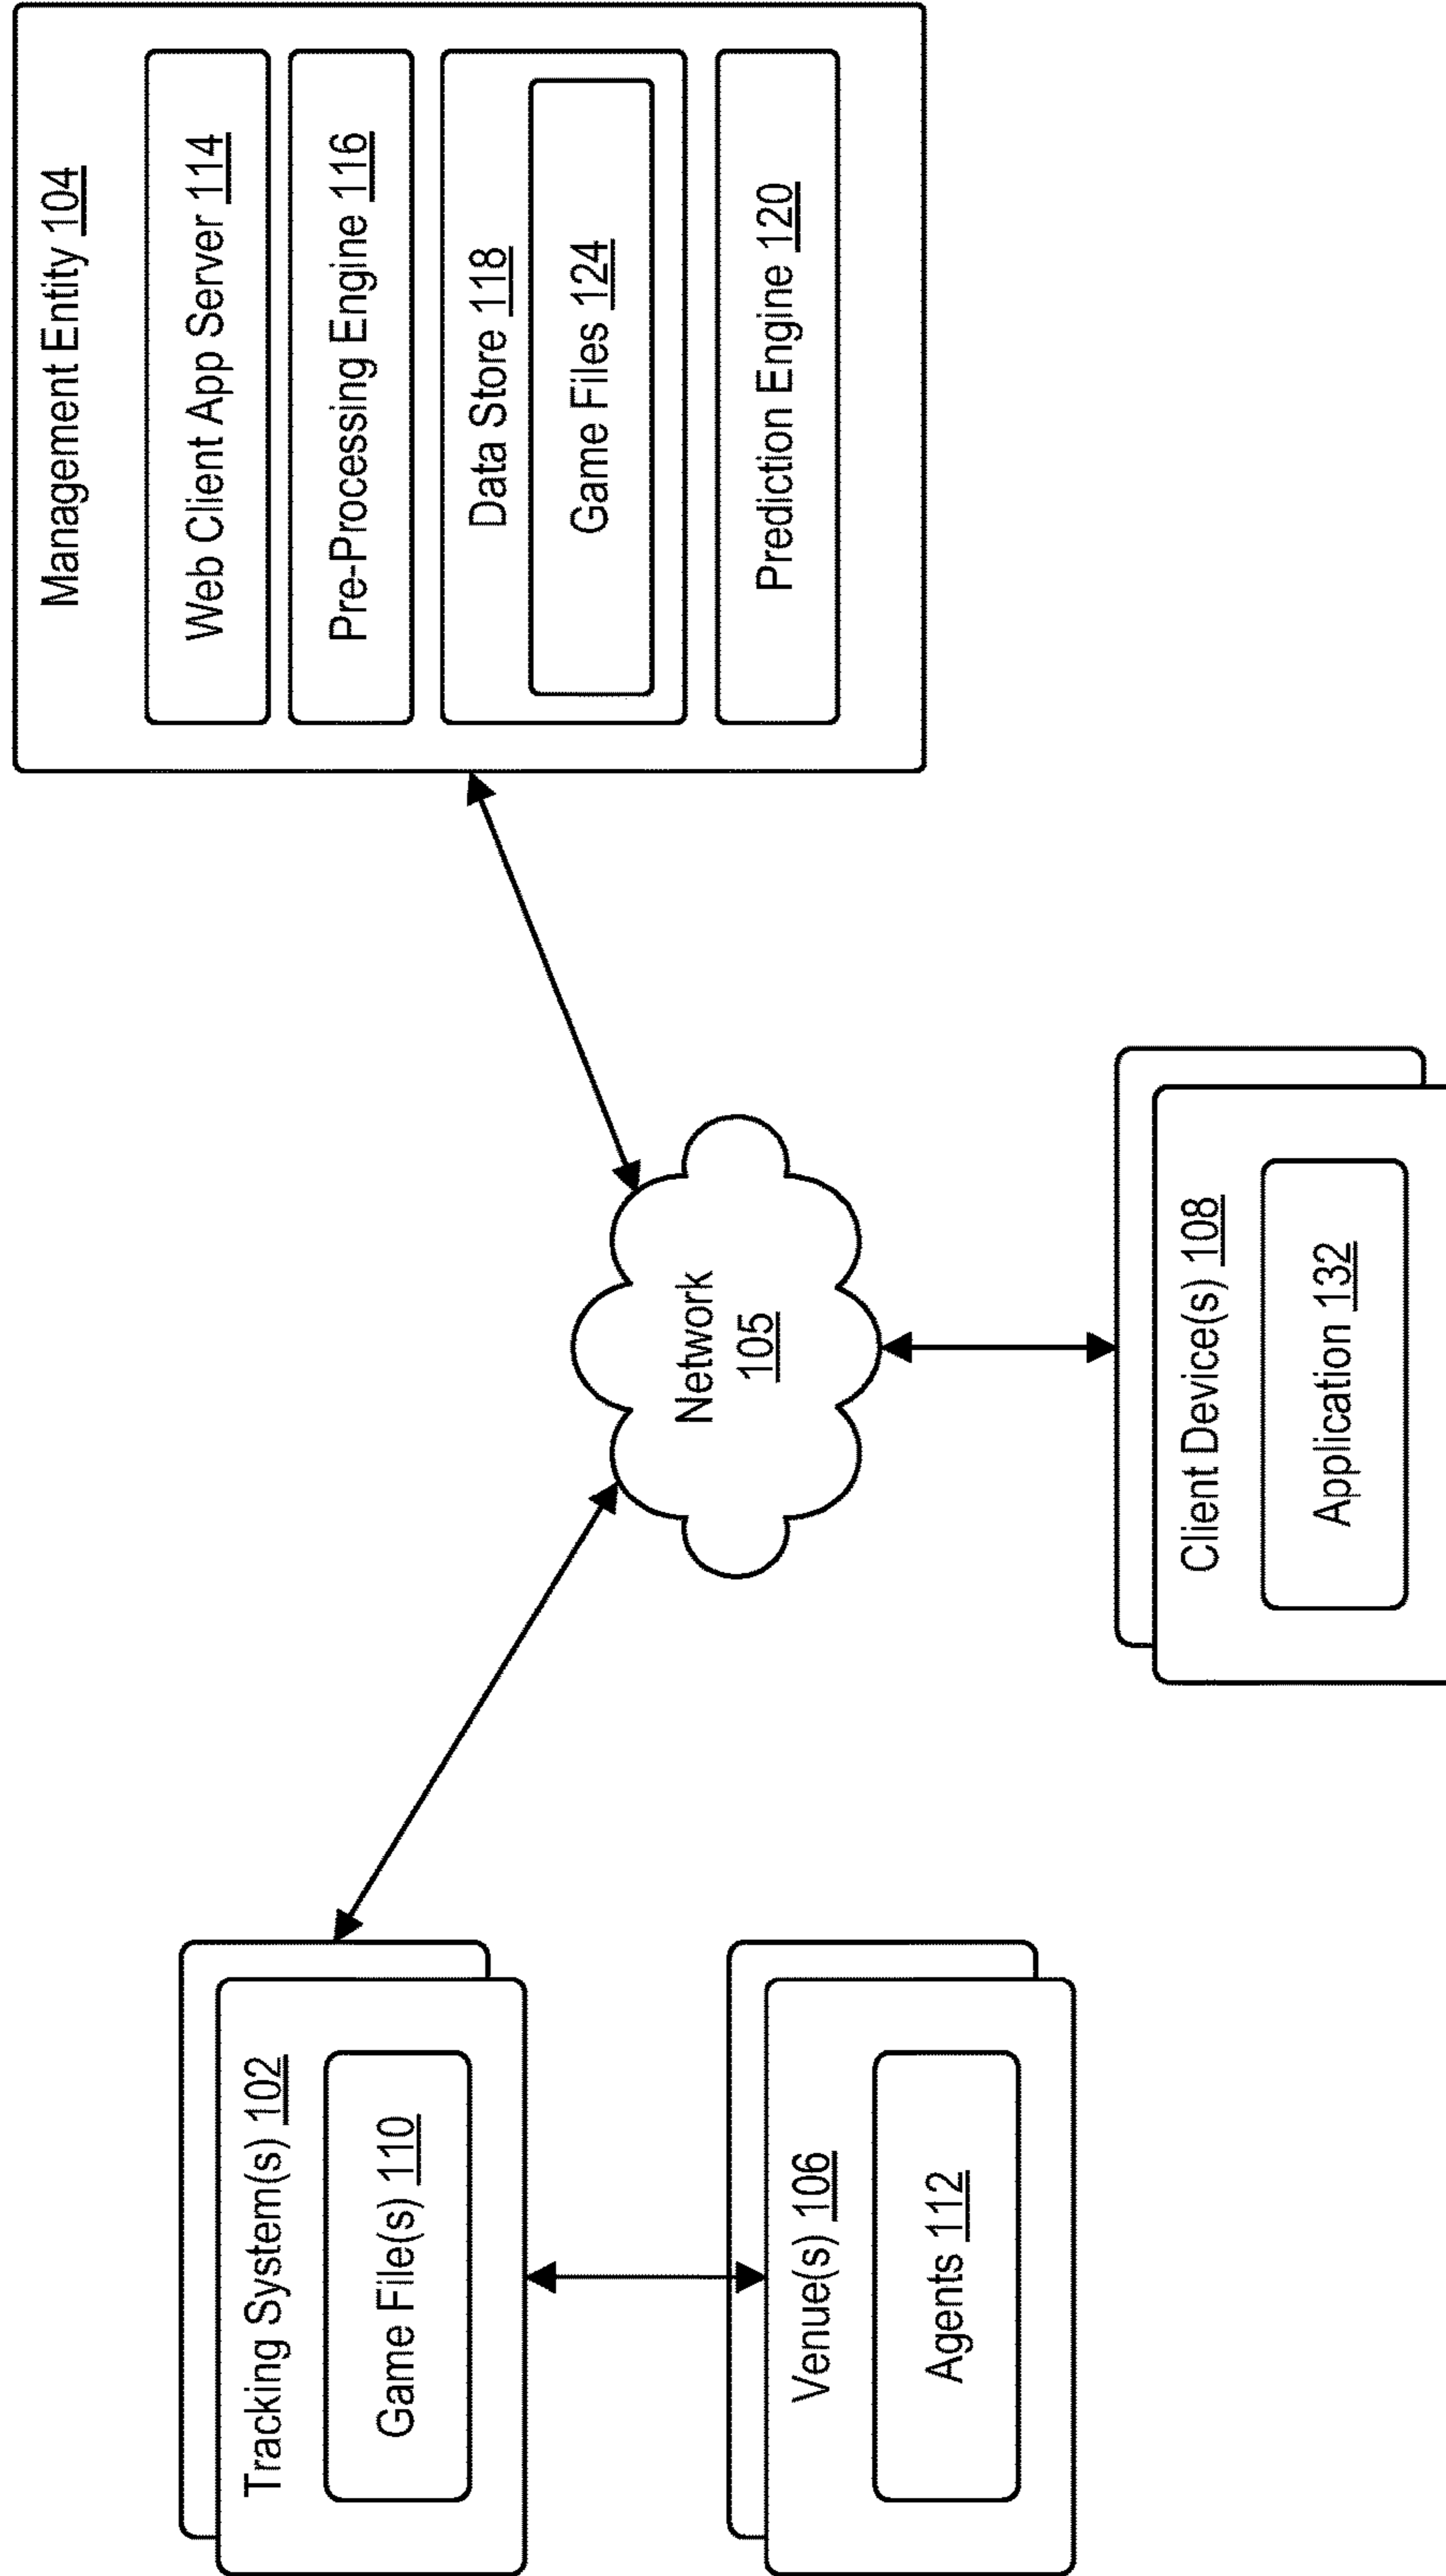 Tracking System(s) 102
Game File(s) 110
Venue(s) 106
Agents 112
Network
105
Client Device(s) 108
Application 132
Management Entity 104
Web Client App Server 114
Pre-Processing Engine 116
Data Store 118
Game Files 124
Prediction Engine 120